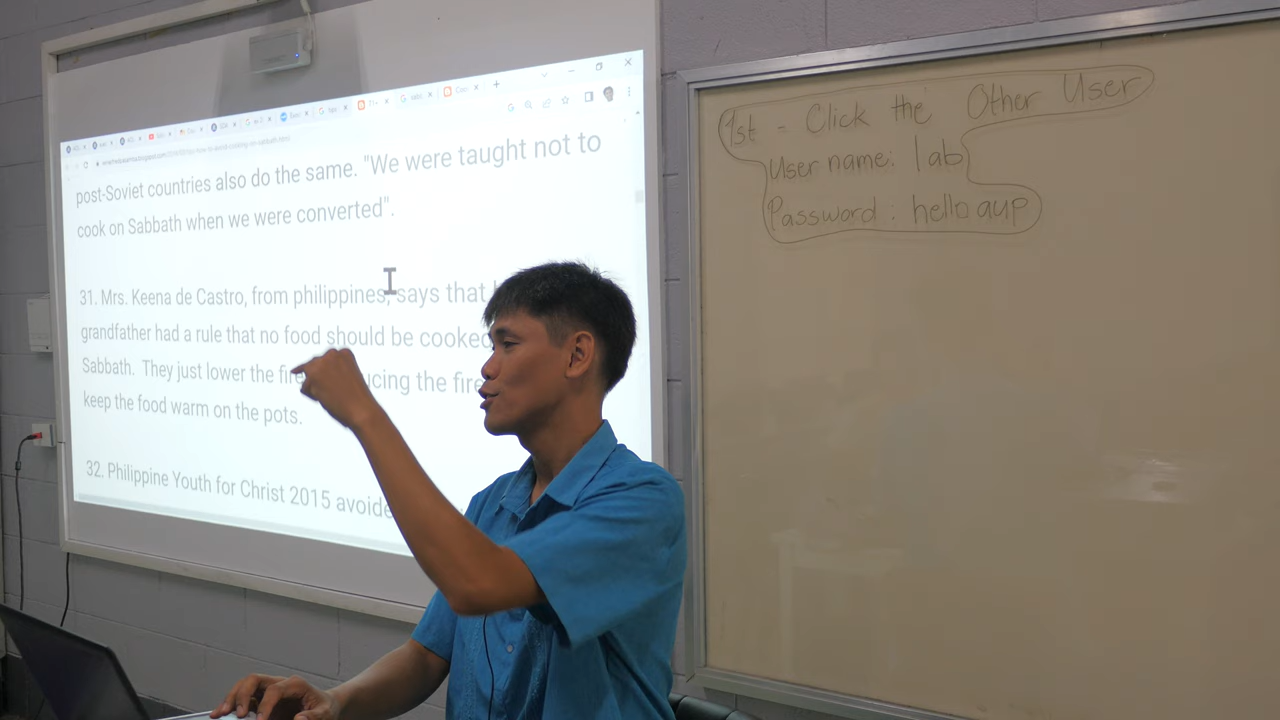 post-Soviet countries also do the same. "We were taught not to
cook on Sabbath when we were converted".
31. Mrs. Keena de Castro, from philippines, says that
grandfather had a rule that no food should be cooked
Sabbath. They just lower the fire ucing the fire
keep the food warm on the pots.
32. Philippine Youth for Christ 2015 avoide
1st - Click the Other User
User name: lab
Password: hello aup